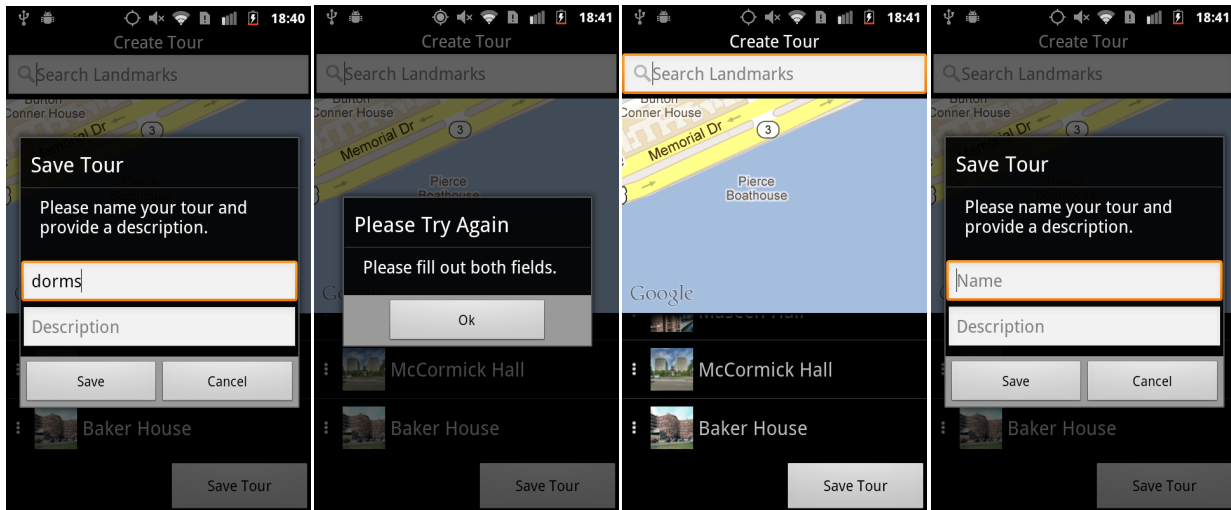 18:40
Create Tour
Search Landmarks
Burton
Conner House
Memorial Dr
3
Save Tour
Please name your tour and
provide a description.
dorms
Description
Save
Cancel
Baker House
Save Tour
18:41
Create Tour
Search Landmarks
Burton
Conner House
Memorial Dr
3
Pierce
Boathouse
Please Try Again
Please fill out both fields.
Ok
McCormick Hall
Baker House
Save Tour
18:41
Create Tour
Search Landmarks
Burton
Conner House
Memorial Dr
3
Pierce
Boathouse
Google
Maseeh Hall
McCormick Hall
Baker House
Save Tour
18:41
Create Tour
Search Landmarks
Burton
Conner House
Memorial Dr
3
Save Tour
Please name your tour and
provide a description.
Name
Description
Save
Cancel
Baker House
Save Tour